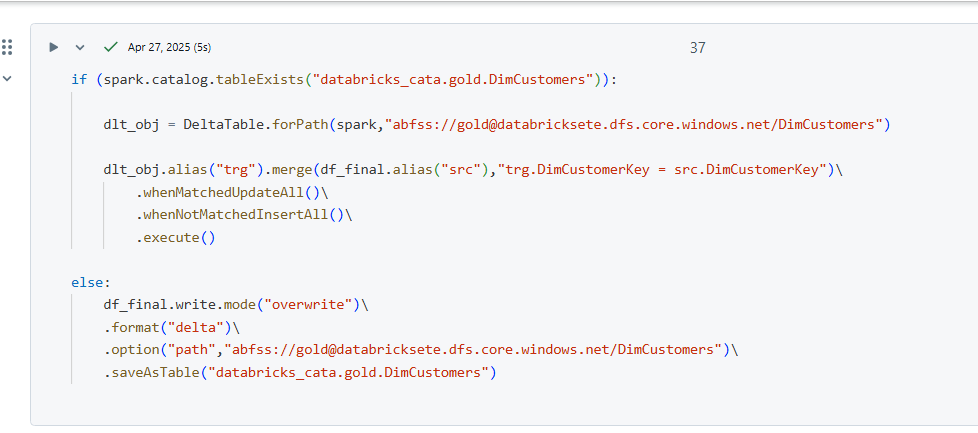 Apr 27, 2025 (5s)
37
if (spark.catalog.tableExists("databricks_cata.gold.DimCustomers")):
dlt_obj = DeltaTable.forPath(spark,"abfss://gold@databricksete.dfs.core.windows.net/DimCustomers")
dlt_obj.alias("trg").merge(df_final.alias("src"),"trg.DimCustomerKey = src.DimCustomerKey")\
.whenMatchedUpdateAll()\
.whenNotMatchedInsertAll()\
.execute()
else:
df_final.write.mode("overwrite")\
.format("delta")\
.option("path","abfss://gold@databricksete.dfs.core.windows.net/DimCustomers")\
.saveAsTable("databricks_cata.gold.DimCustomers")